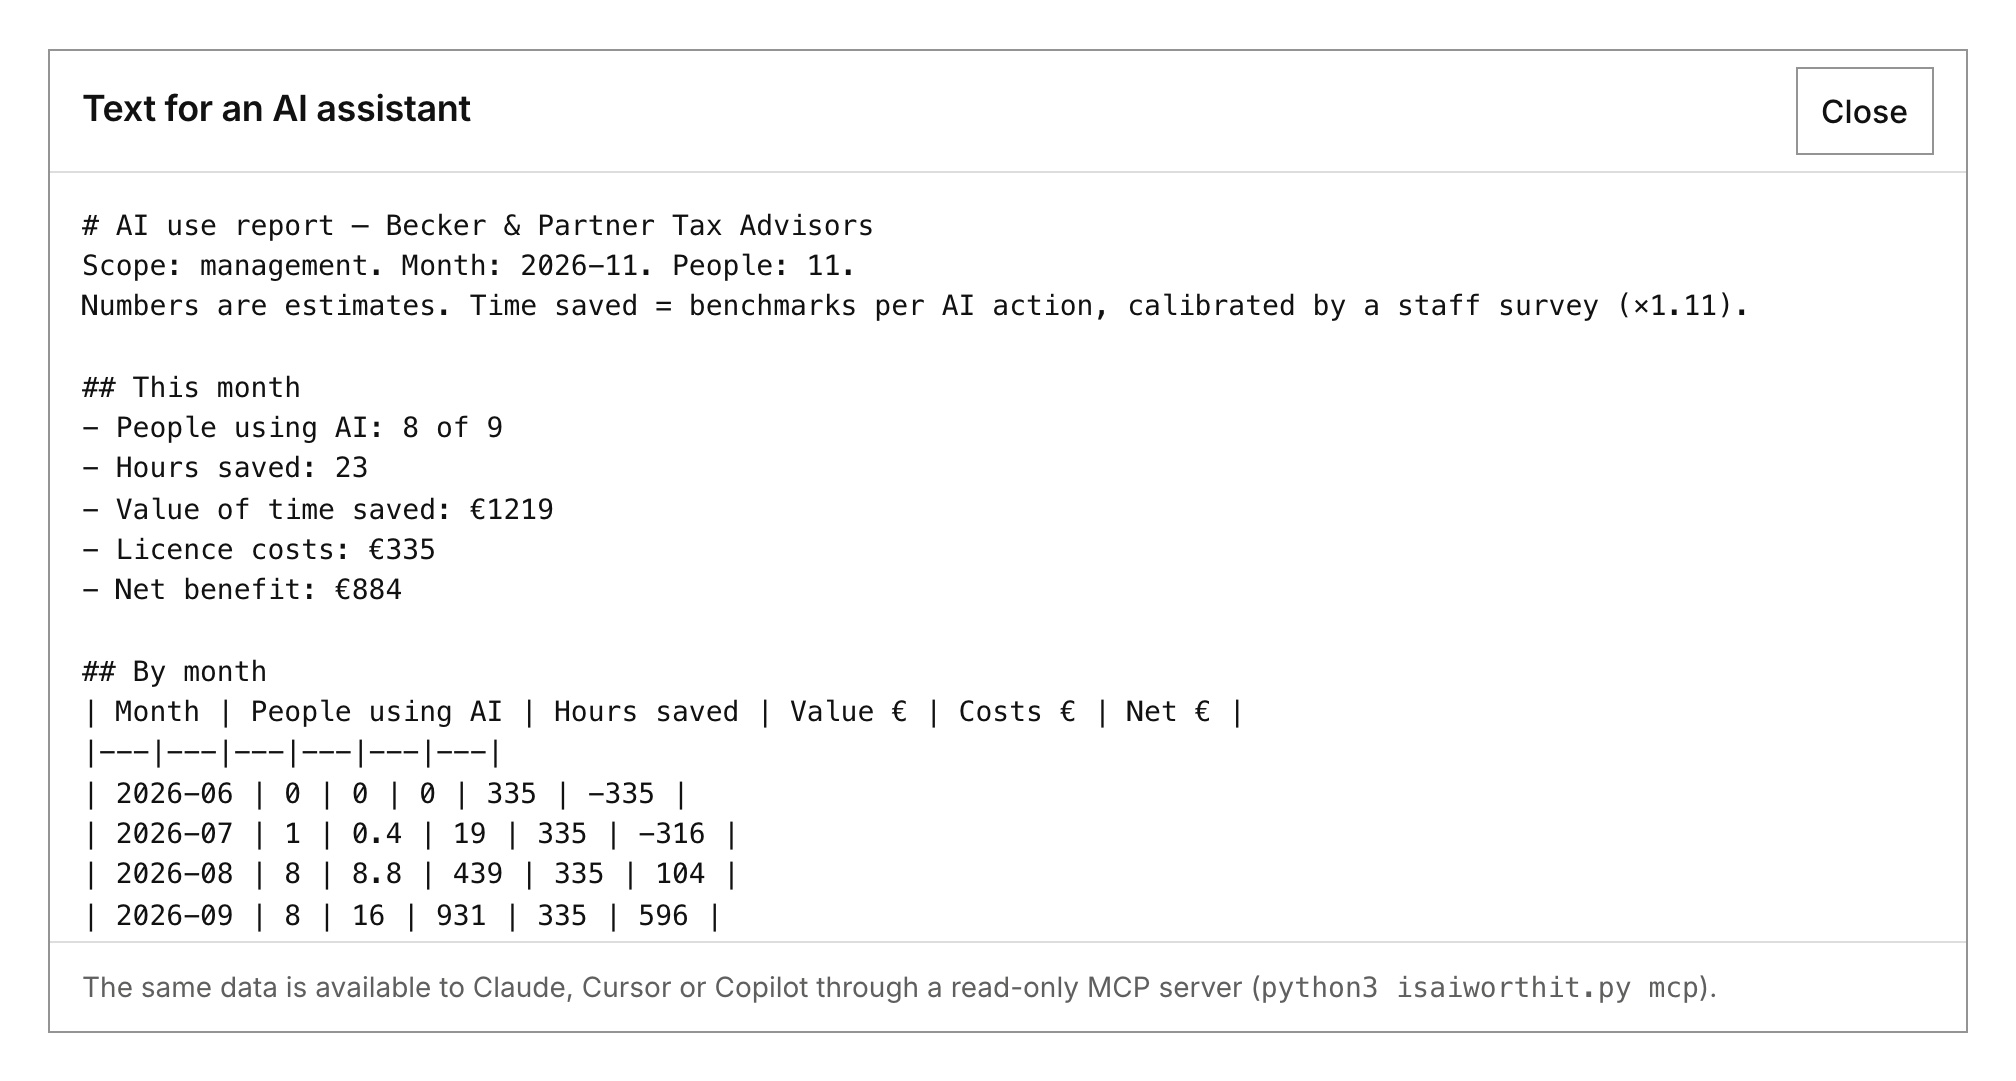 Text for an AI assistant
Close
# AI use report — Becker & Partner Tax Advisors
Scope: management. Month: 2026-11. People: 11.
Numbers are estimates. Time saved = benchmarks per AI action, calibrated by a staff survey (×1.11).
## This month
- People using AI: 8 of 9
- Hours saved: 23
- Value of time saved: €1219
- Licence costs: €335
- Net benefit: €884
## By month
| Month | People using AI | Hours saved | Value € | Costs € | Net € |
|---|---|---|---|---|---|
| 2026-06 | 0 | 0 | 0 | 335 | -335 |
| 2026-07 | 1 | 0.4 | 19 | 335 | -316 |
| 2026-08 | 8 | 8.8 | 439 | 335 | 104 |
| 2026-09 | 8 | 16 | 931 | 335 | 596 |
The same data is available to Claude, Cursor or Copilot through a read-only MCP server (python3 isaiworthit.py mcp).